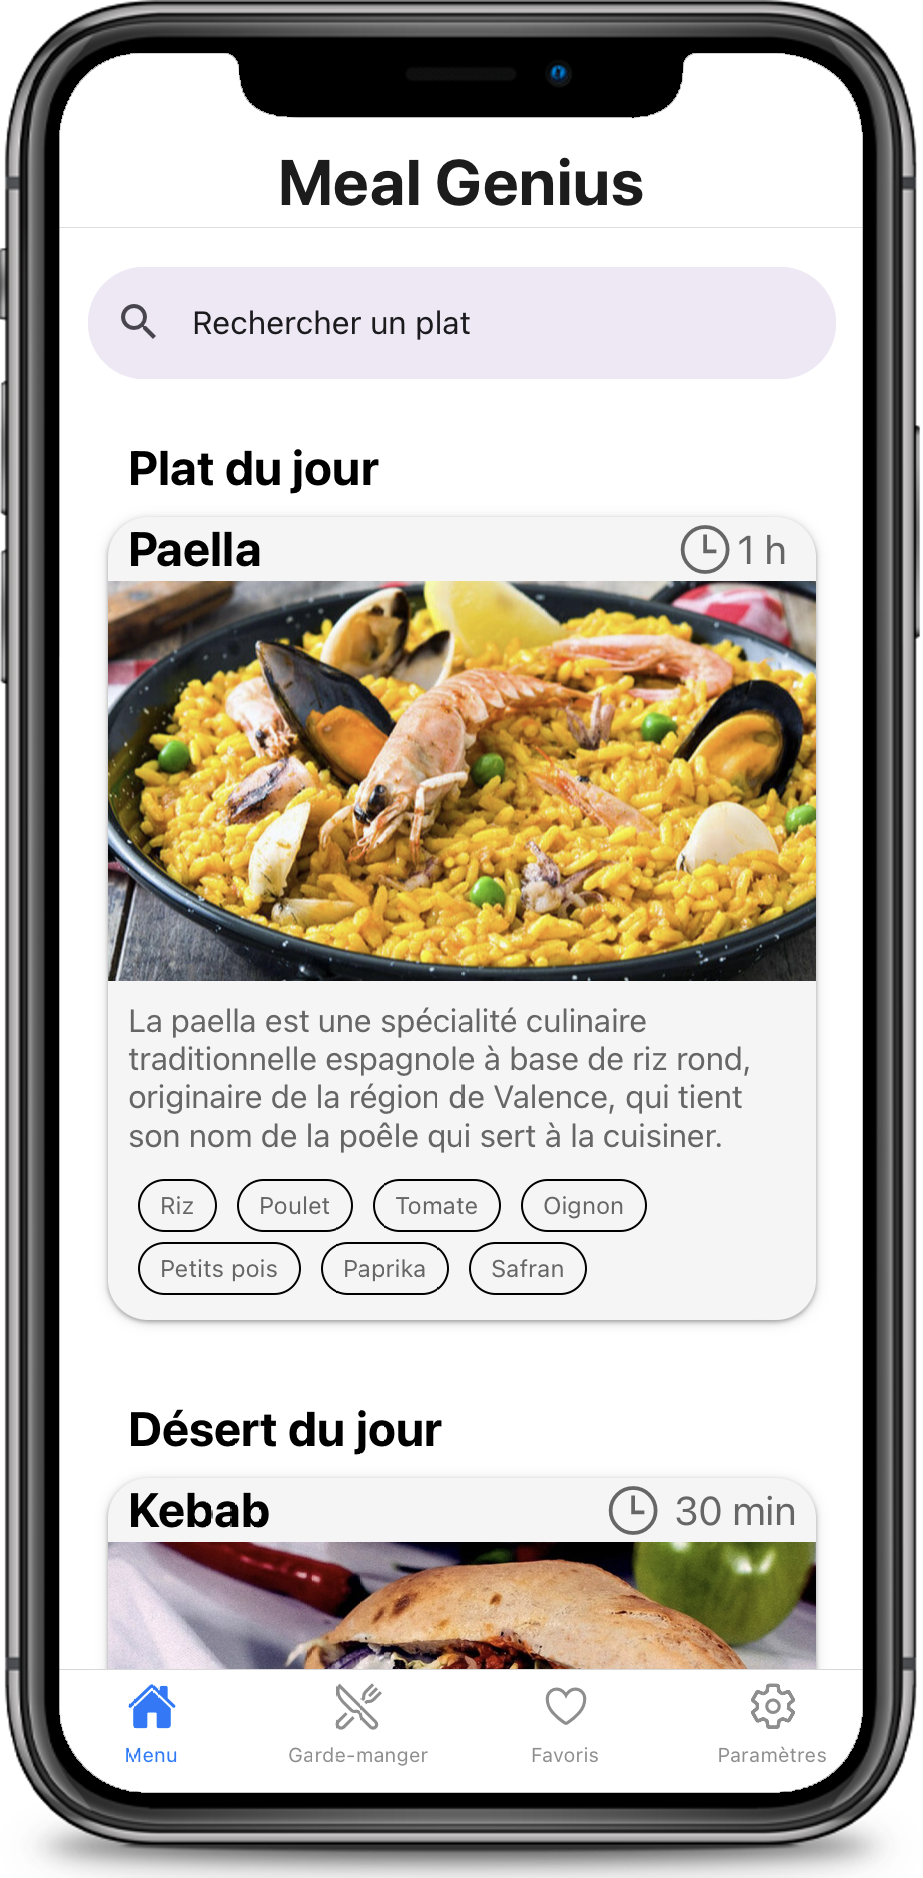 Meal Genius
Rechercher un plat
Plat du jour
Paella 1 h
La paella est une spécialité culinaire
traditionnelle espagnole à base de riz rond,
originaire de la région de Valence, qui tient
son nom de la poêle qui sert à la cuisiner.
Riz Poulet Tomate Oignon
Petits pois Paprika Safran
Désert du jour
Kebab 30 min
Menu Garde-manger Favoris Paramètres